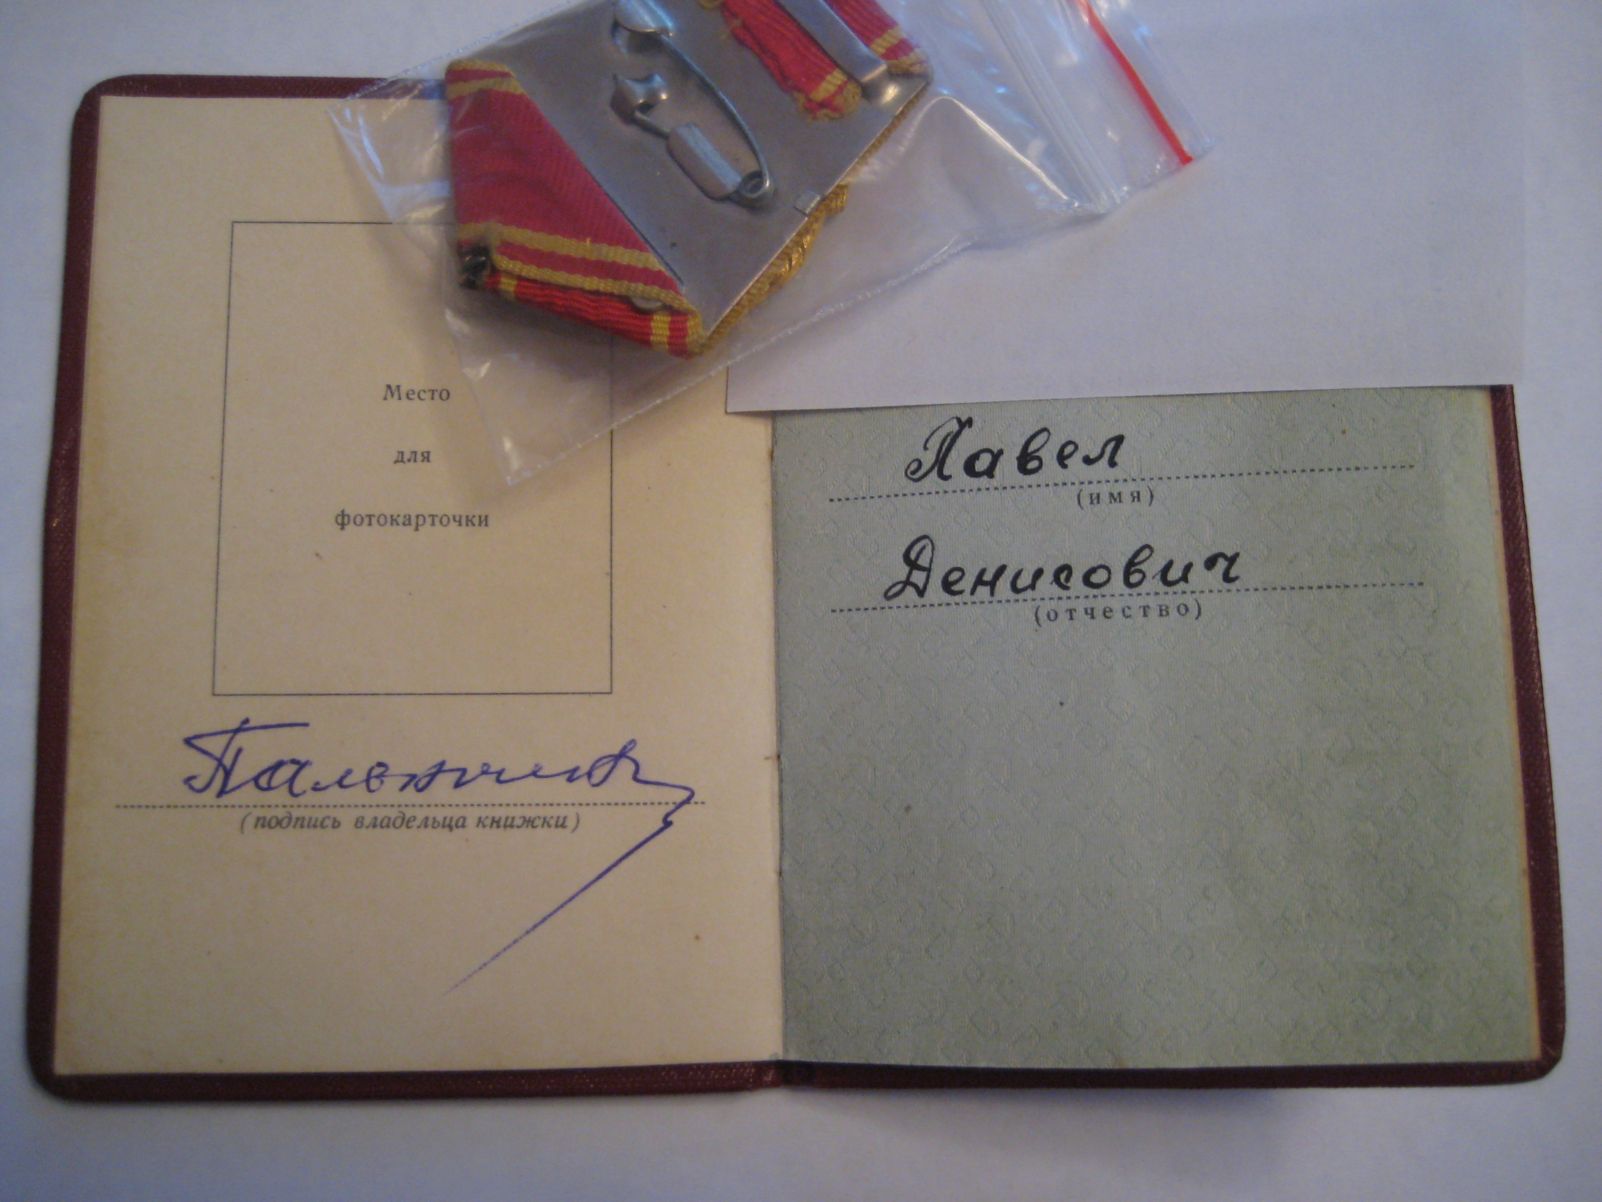 Место
для
фотокарточки
(подпись владельца книжки)
Павел
(имя)
Денисович
(отчество)